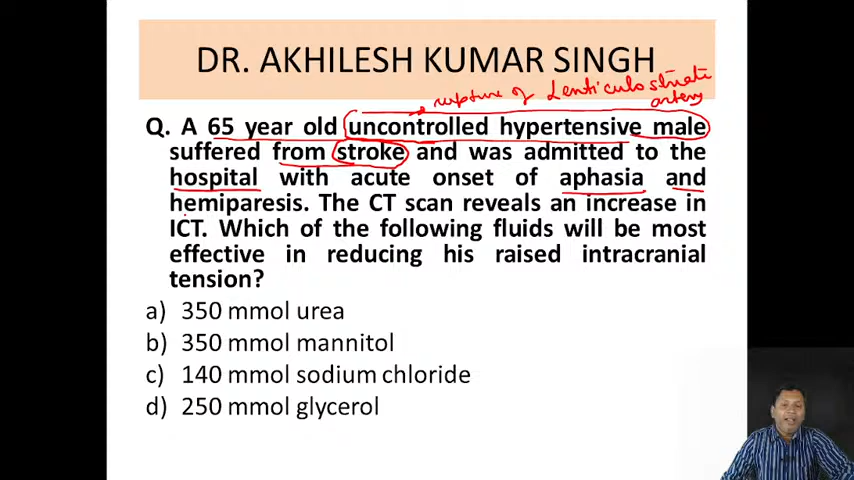 DR. AKHILESH KUMAR SINGH
rupture of Lenticulostriate
artery
Q. A 65 year old uncontrolled hypertensive male
suffered from stroke and was admitted to the
hospital with acute onset of aphasia and
hemiparesis. The CT scan reveals an increase in
ICT. Which of the following fluids will be most
effective in reducing his raised intracranial
tension?
a) 350 mmol urea
b) 350 mmol mannitol
c) 140 mmol sodium chloride
d) 250 mmol glycerol